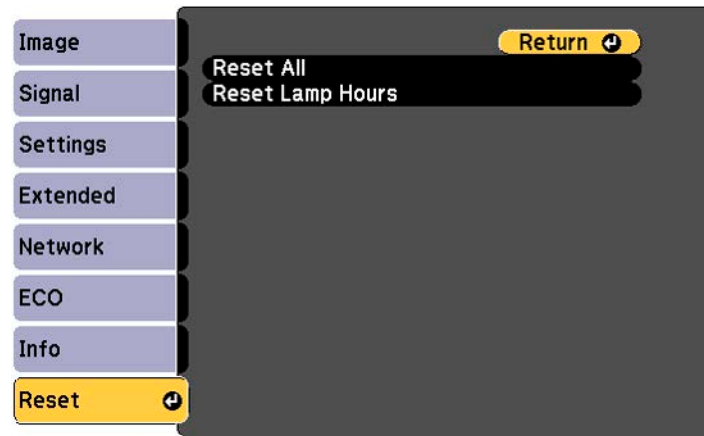 Image
Signal
Settings
Extended
Network
ECO
Info
Reset
Return
Reset All
Reset Lamp Hours